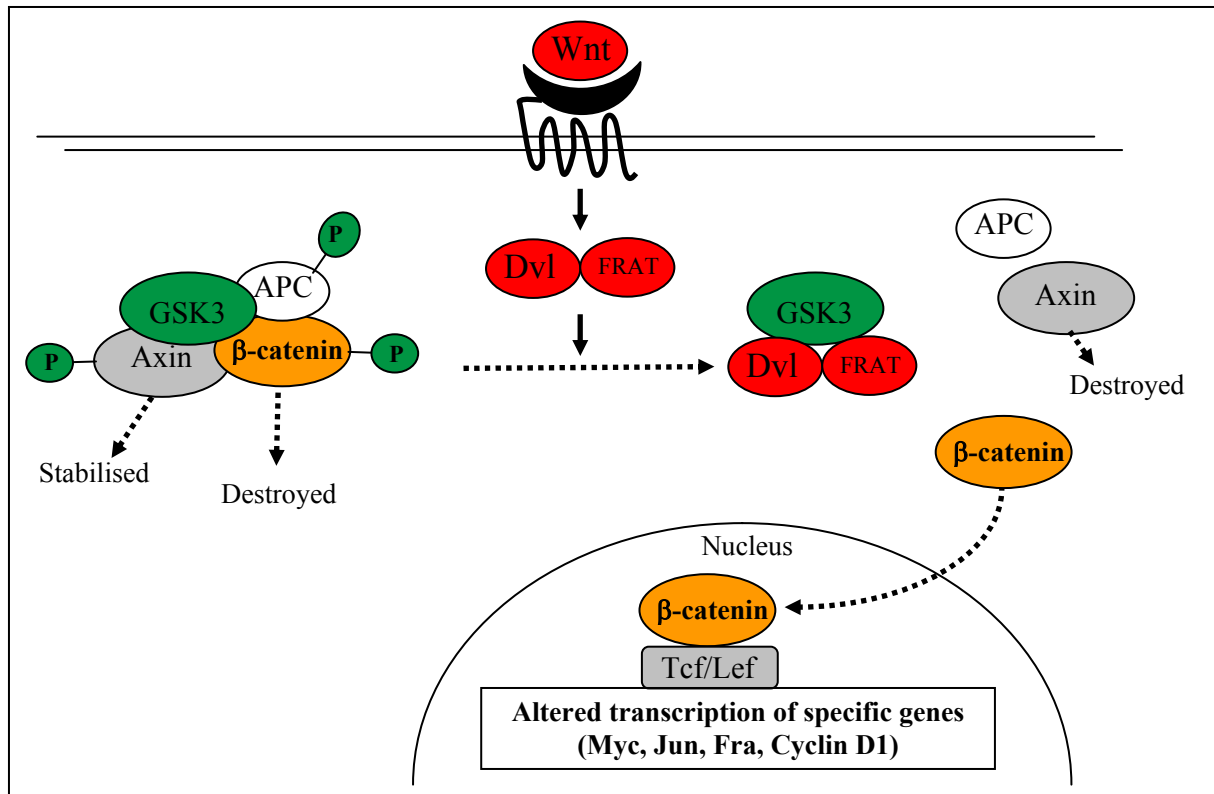 Wnt
Dvl
FRAT
P
APC
GSK3
Axin
β-catenin
P
P
Stabilised
Destroyed
GSK3
Dvl
FRAT
APC
Axin
Destroyed
β-catenin
Nucleus
β-catenin
Tcf/Lef
Altered transcription of specific genes
(Myc, Jun, Fra, Cyclin D1)